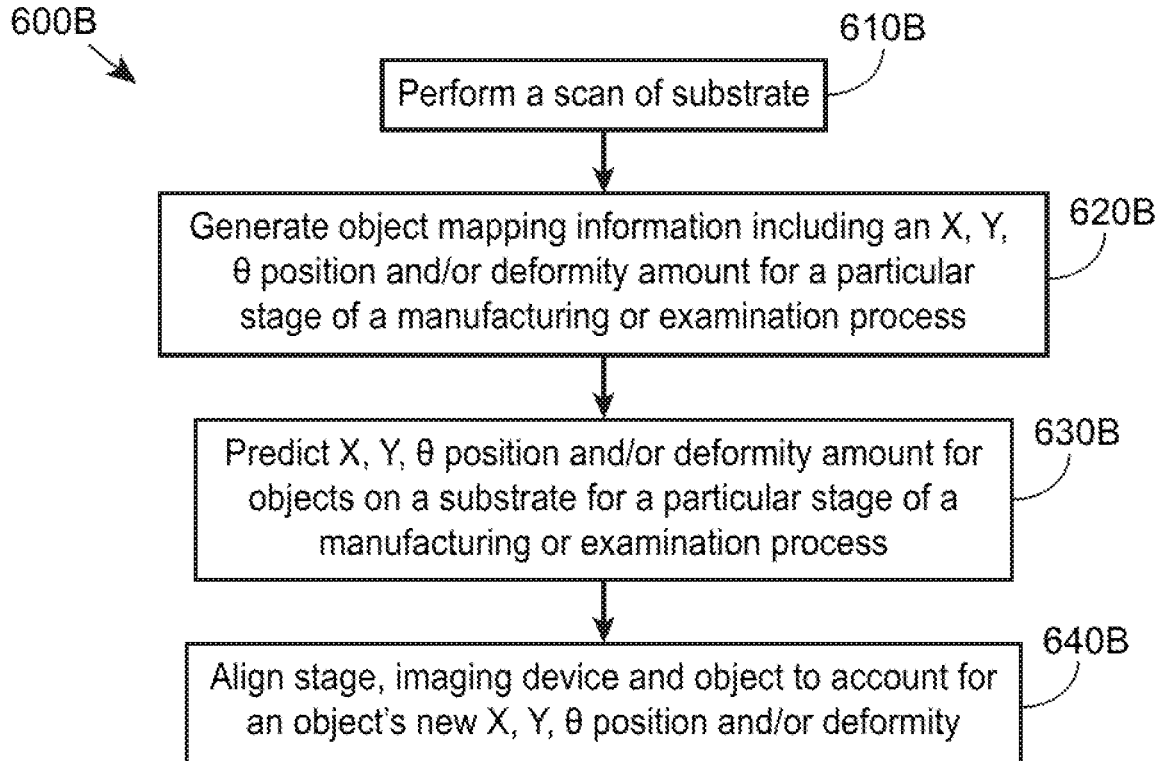 600B
610B
Perform a scan of substrate
Generate object mapping information including an X, Y,
θ position and/or deformity amount for a particular
stage of a manufacturing or examination process
620B
Predict X, Y, θ position and/or deformity amount for
objects on a substrate for a particular stage of a
manufacturing or examination process
630B
Align stage, imaging device and object to account for
an object's new X, Y, θ position and/or deformity
640B